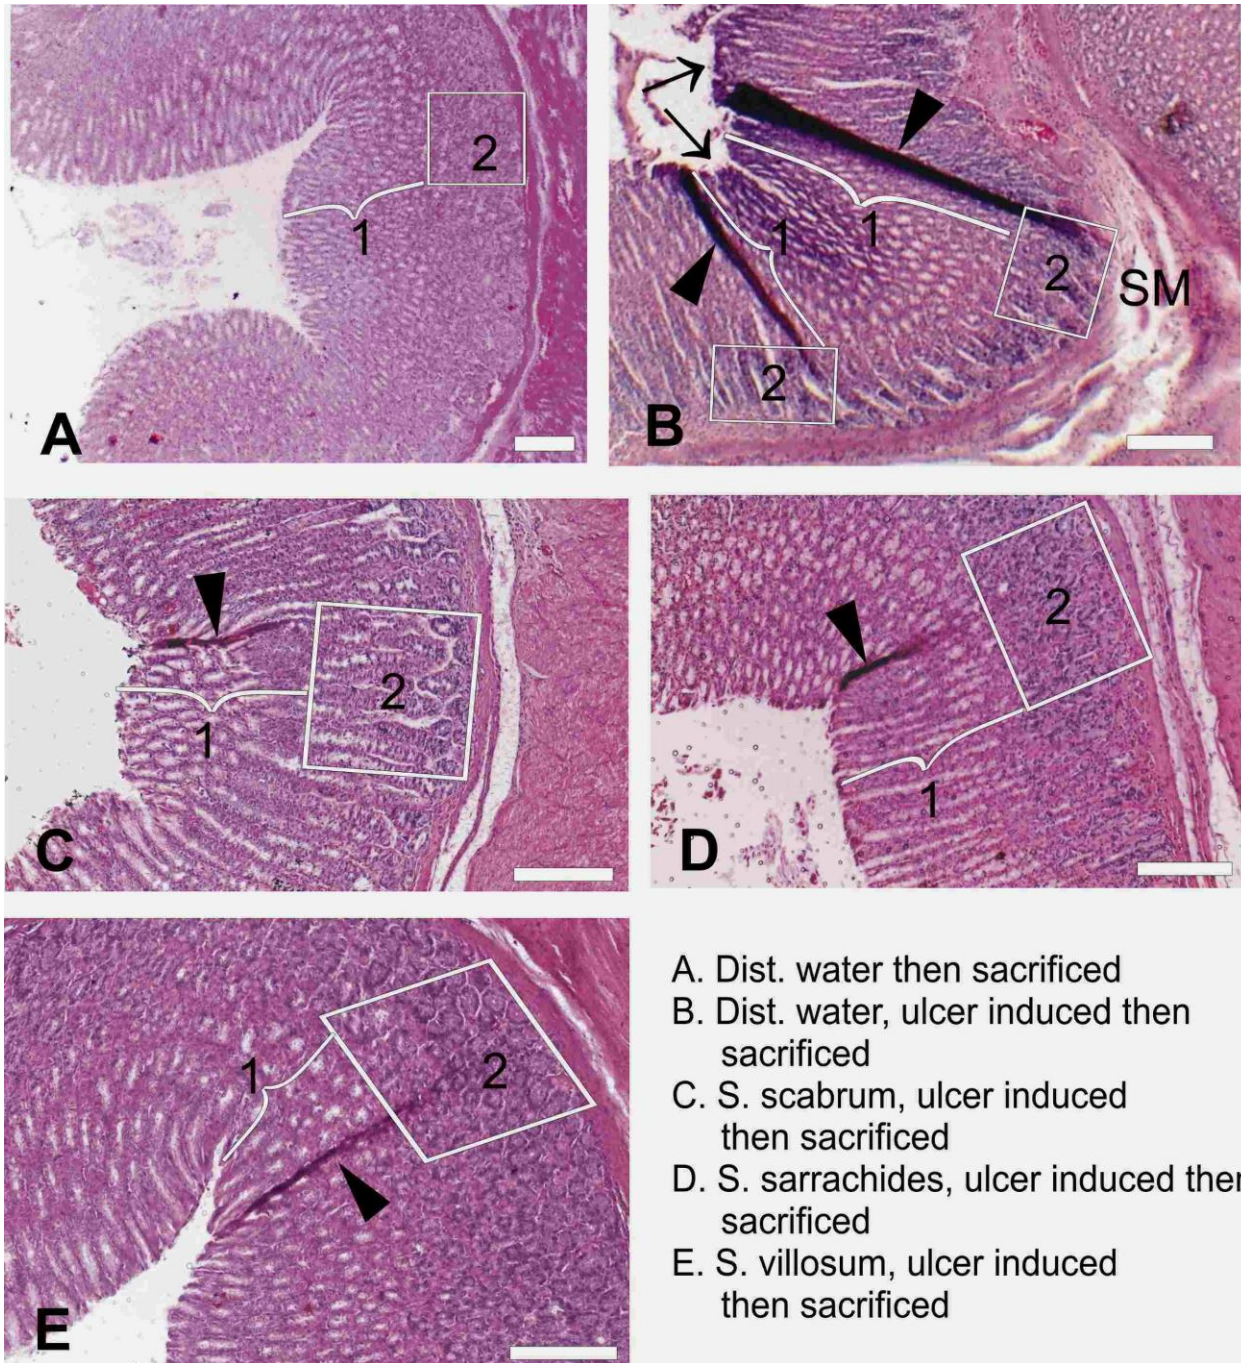 2
1
A
1
1
2
2
SM
B
1
2
C
2
1
D
1
2
E
A. Dist. water then sacrificed
B. Dist. water, ulcer induced then
sacrificed
C. S. scabrum, ulcer induced
then sacrificed
D. S. sarrachides, ulcer induced then
sacrificed
E. S. villosum, ulcer induced
then sacrificed